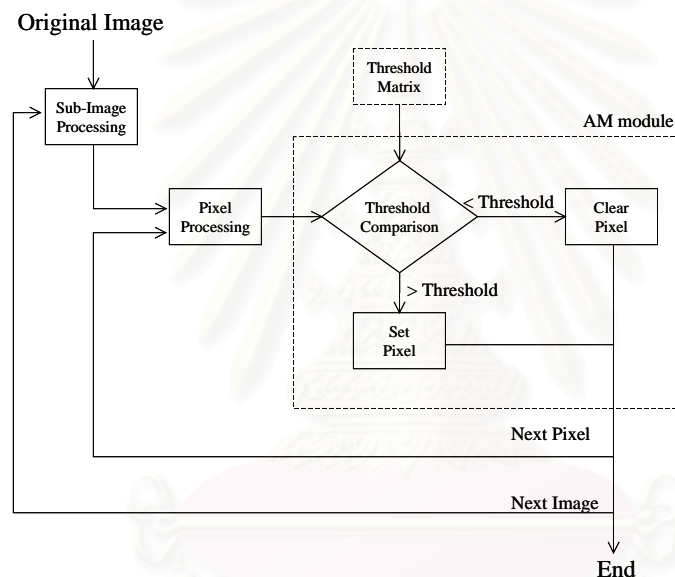 Original Image
Threshold
Matrix
Sub-Image
Processing
AM module
Pixel
Processing
Threshold
Comparison
< Threshold
Clear
Pixel
> Threshold
Set
Pixel
Next Pixel
Next Image
End